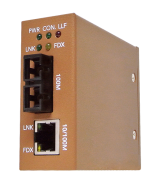 PWR CON. LLF
LNK FDX
100M
LNK
10/100M
FDX